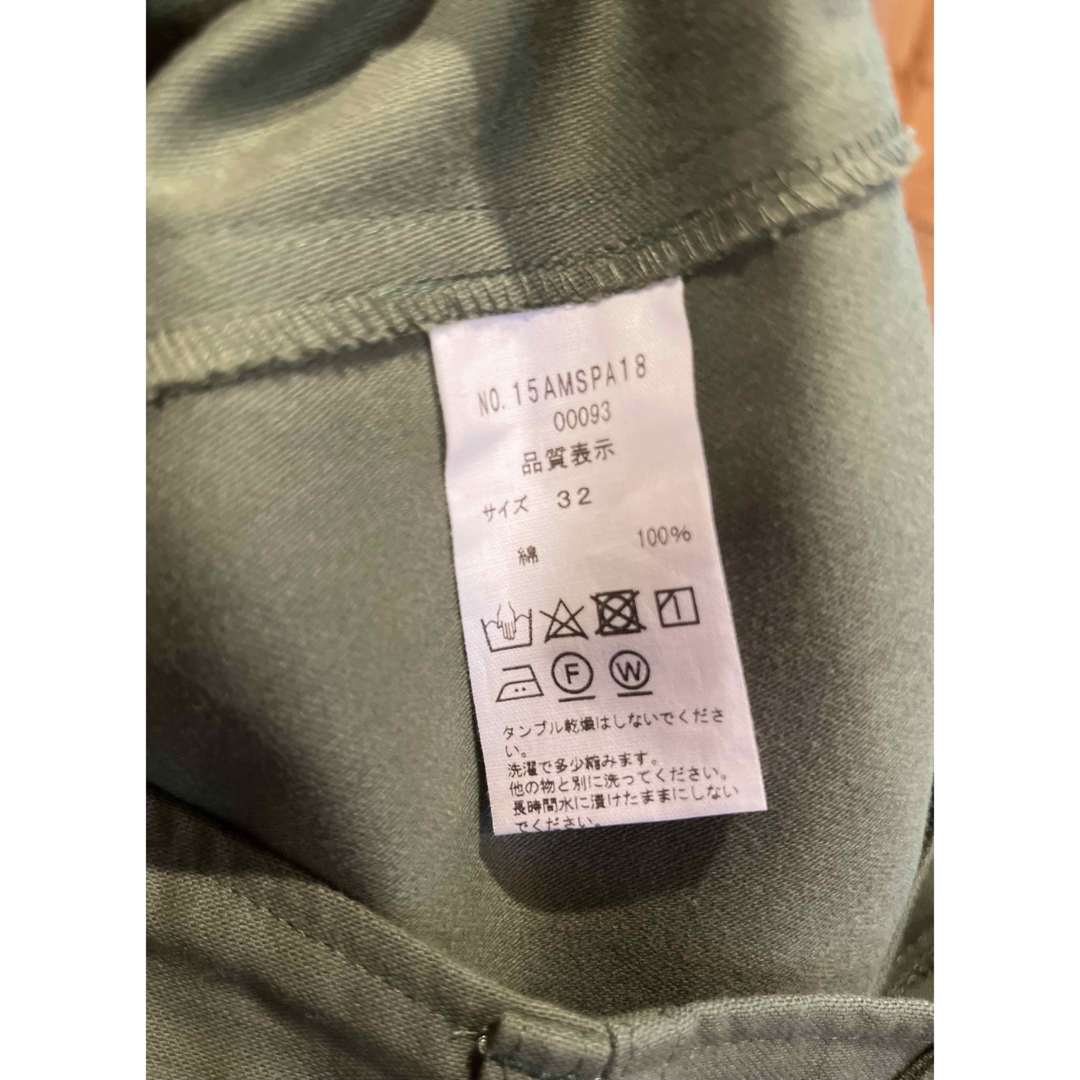 NO.15AMSPA18
00093
品質表示
サイズ 32
綿 100%
F W
タンブル乾燥はしないでくださ
い。
洗濯で多少縮みます。
他の物と別に洗ってください。
長時間水に漬けたままにしない
でください。